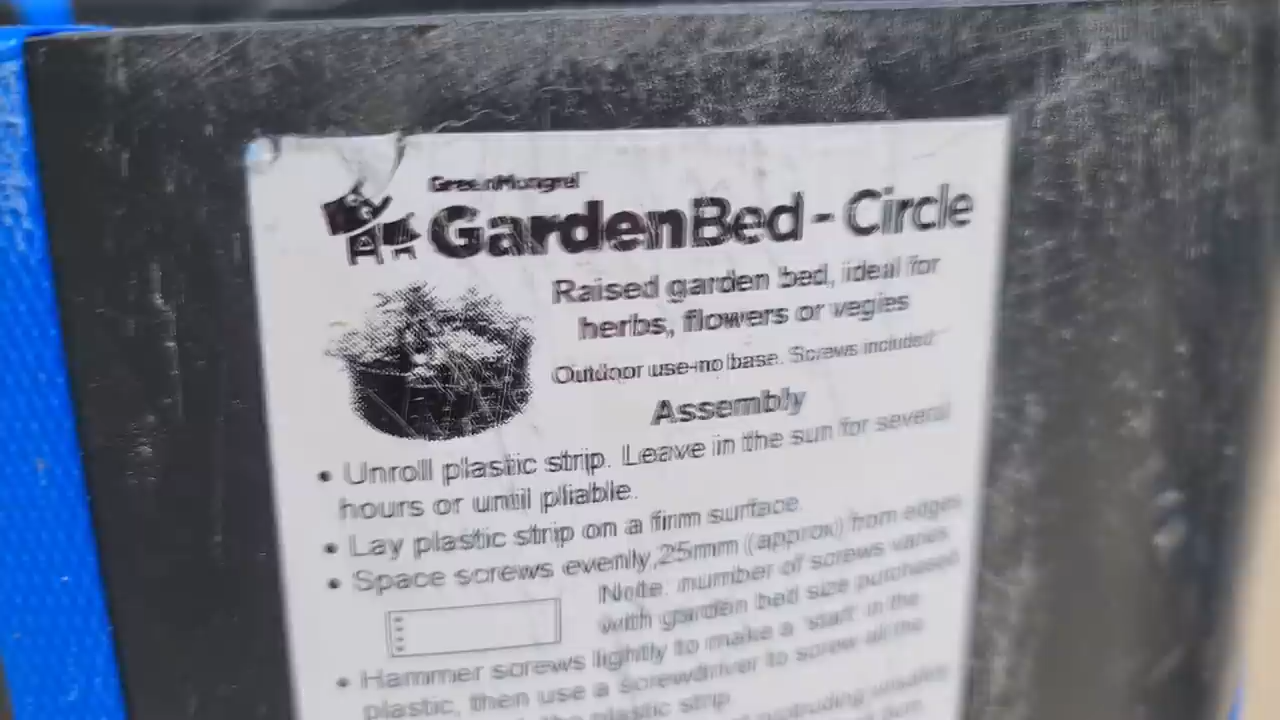 GreenMongrel
GardenBed - Circle
Raised garden bed, ideal for
herbs, flowers or vegies
Outdoor use-no base. Screws included
Assembly
• Unroll plastic strip. Leave in the sun for several
hours or until pliable.
• Lay plastic strip on a firm surface.
• Space screws evenly, 25mm (approx) from edges
Note: number of screws varies
with garden bed size purchased
• Hammer screws lightly to make a 'start' in the
plastic, then use a screwdriver to screw all the
the plastic strip
protruding